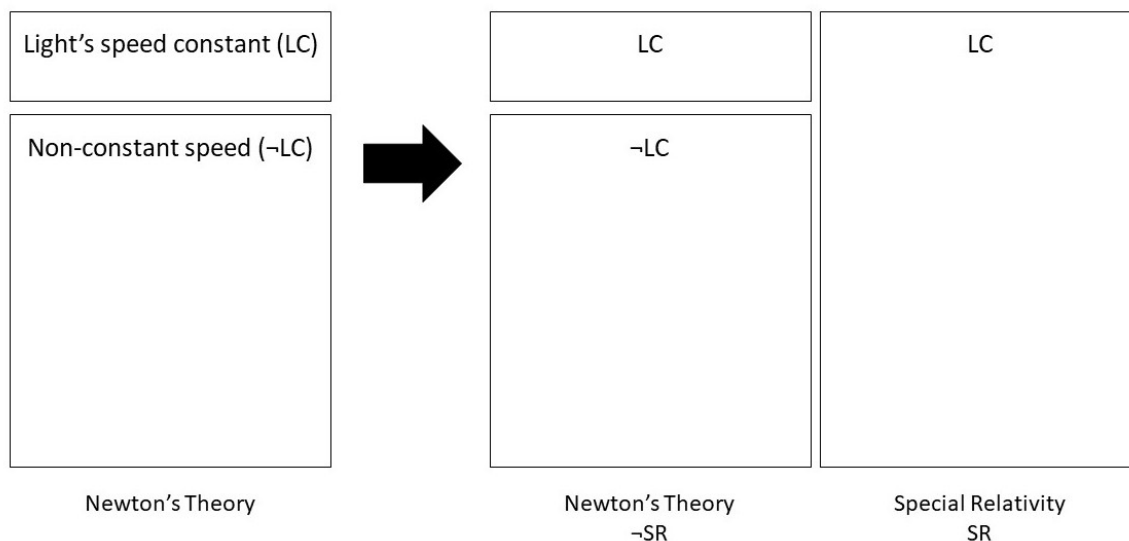 Light’s speed constant (LC)
Non-constant speed (¬LC)
Newton’s Theory
LC
¬LC
Newton’s Theory
¬SR
LC
Special Relativity
SR